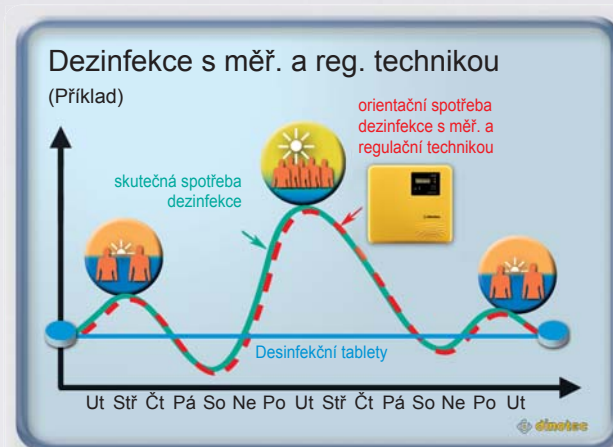 Dezinfekce s měř. a reg. technikou
(Příklad)
orientační spotřeba
dezinfekce s měř. a
regulační technikou
skutečná spotřeba
dezinfekce
Desinfekční tablety
Ut Stř Čt Pá So Ne Po Ut Stř Čt Pá So Ne Po Ut
dinotec